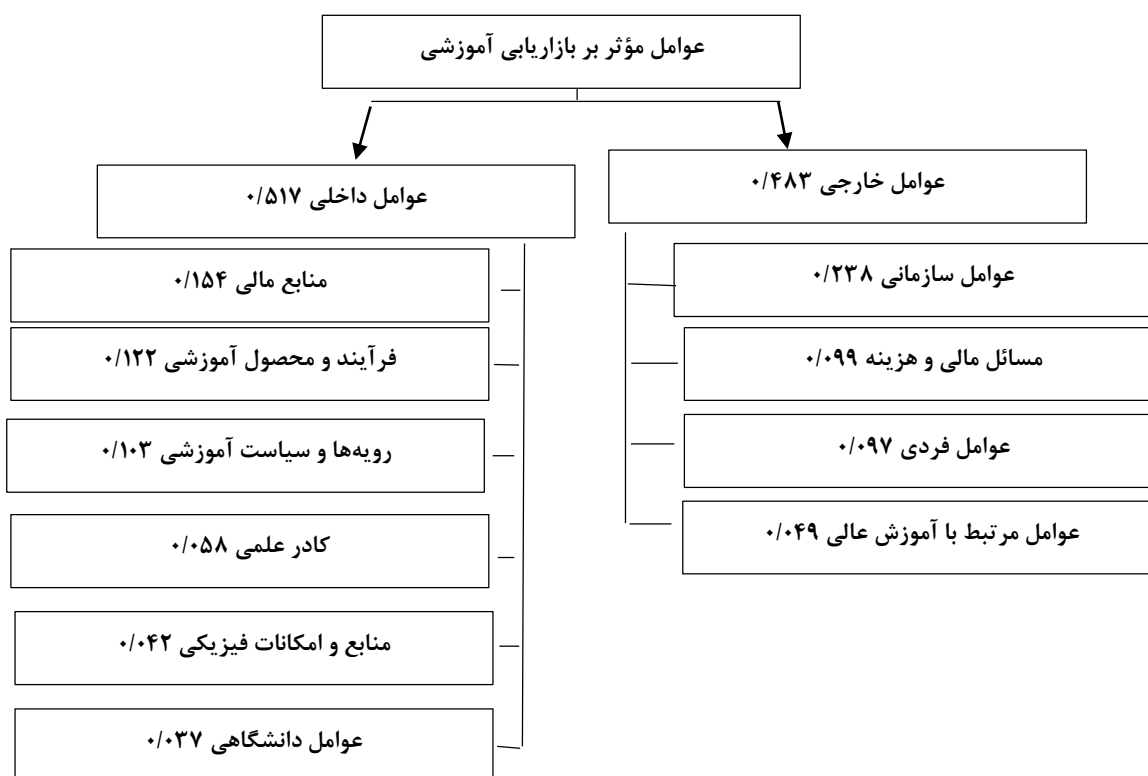 عوامل مؤثر بر بازاریابی آموزشی
عوامل خارجی ۰/۴۸۳
عوامل سازمانی ۰/۲۳۸
مسائل مالی و هزینه ۰/۰۹۹
عوامل فردی ۰/۰۹۷
عوامل مرتبط با آموزش عالی ۰/۰۴۹
عوامل داخلی ۰/۵۱۷
منابع مالی ۰/۱۵۴
فرآیند و محصول آموزشی ۰/۱۲۲
رویه‌ها و سیاست آموزشی ۰/۱۰۳
کادر علمی ۰/۰۵۸
منابع و امکانات فیزیکی ۰/۰۴۲
عوامل دانشگاهی ۰/۰۳۷